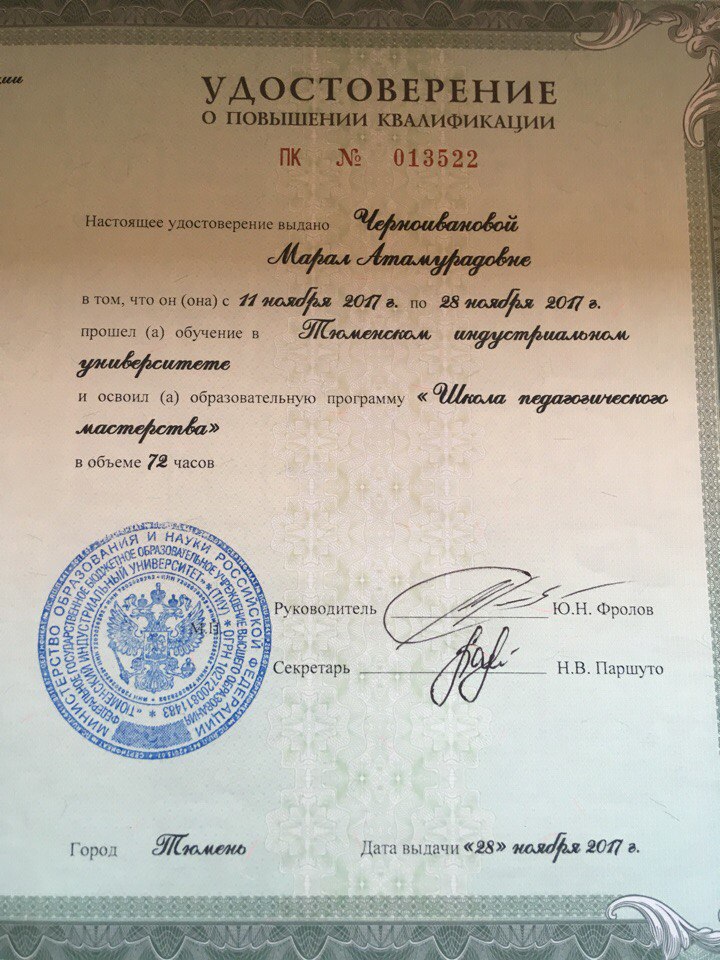 ции
УДОСТОВЕРЕНИЕ
О ПОВЫШЕНИИ КВАЛИФИКАЦИИ
ПК № 013522
Настоящее удостоверение выдано Черноивановой
Марал Атамурадовне
в том, что он (она) с 11 ноября 2017 г. по 28 ноября 2017 г.
прошел (а) обучение в Тюменском индустриальном
университете
и освоил (а) образовательную программу «Школа педагогического
мастерства»
в объеме 72 часов
МИНИСТЕРСТВО ОБРАЗОВАНИЯ И НАУКИ РОССИЙСКОЙ ФЕДЕРАЦИИ
ФЕДЕРАЛЬНОЕ ГОСУДАРСТВЕННОЕ БЮДЖЕТНОЕ ОБРАЗОВАТЕЛЬНОЕ УЧРЕЖДЕНИЕ ВЫСШЕГО ОБРАЗОВАНИЯ
«ТЮМЕНСКИЙ ИНДУСТРИАЛЬНЫЙ УНИВЕРСИТЕТ» * (ТИУ) * ОГРН 1027200811483 *
М.П.
Руководитель Ю.Н. Фролов
Секретарь Н.В. Паршуто
Город Тюмень Дата выдачи «28» ноября 2017 г.